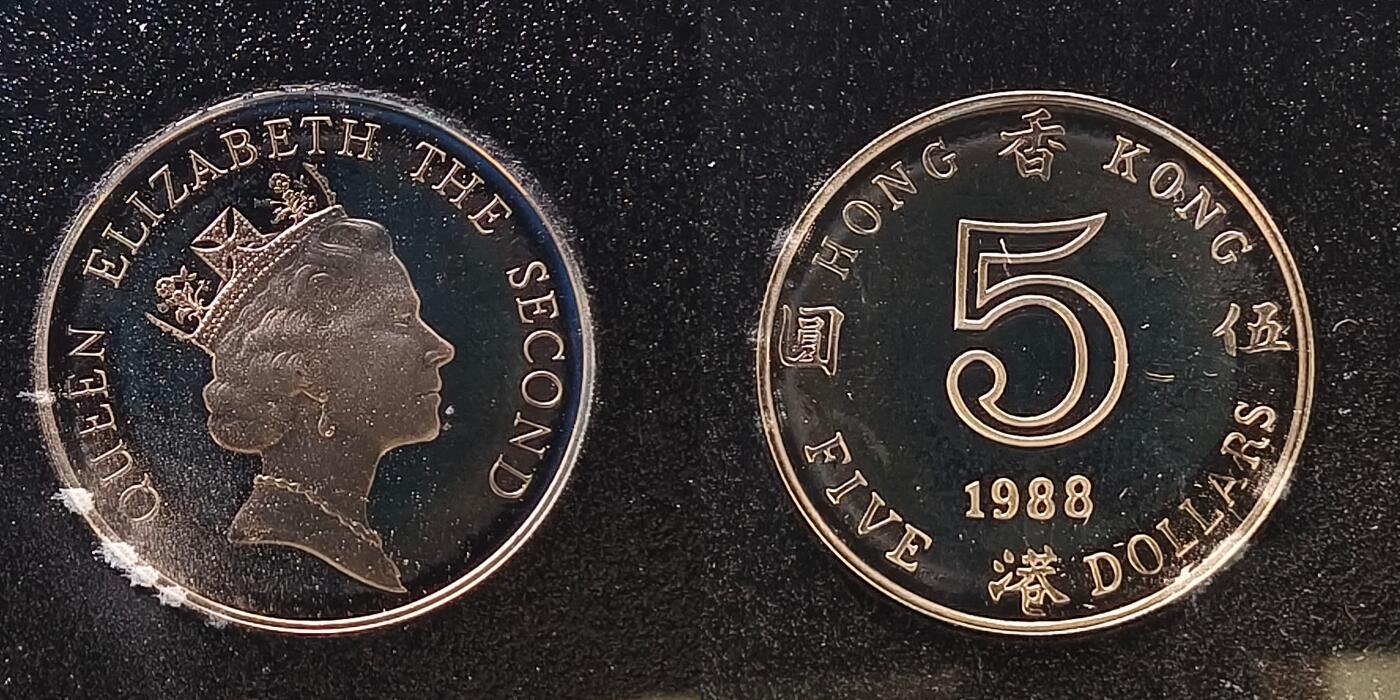 QUEEN ELIZABETH THE SECOND
HONG KONG
香港
伍圓
5
1988
FIVE DOLLARS